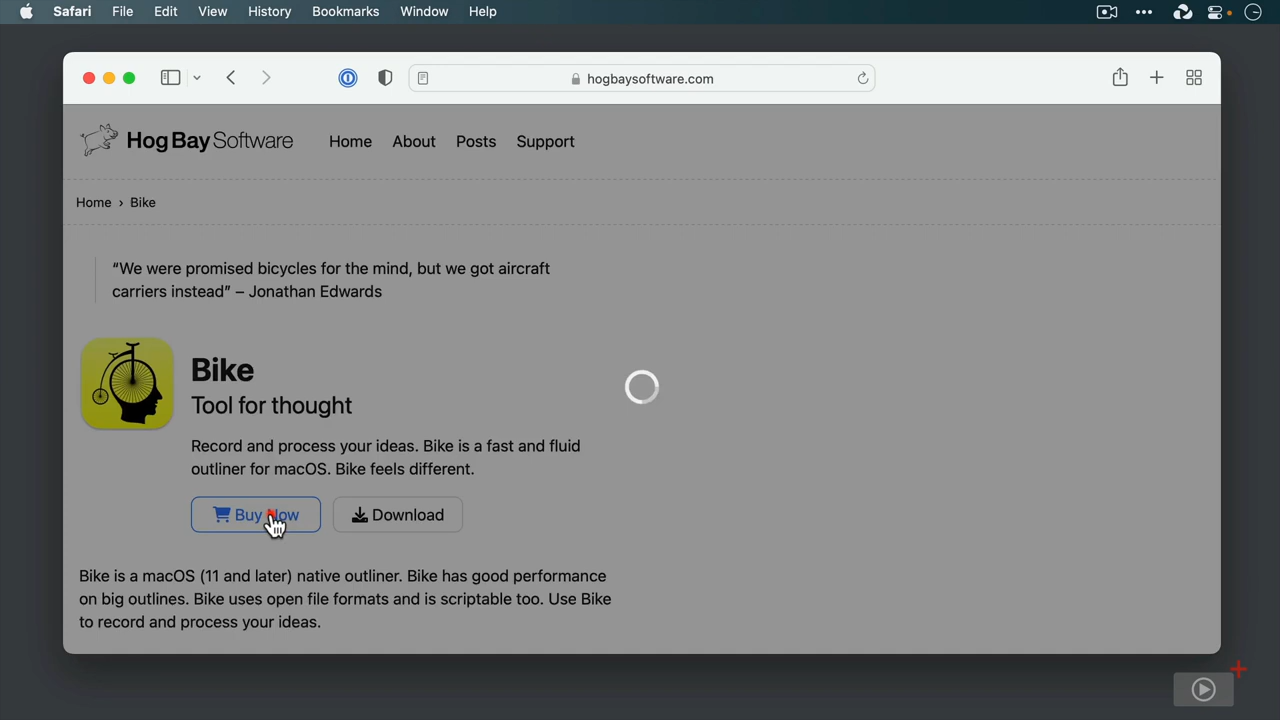 Safari File Edit View History Bookmarks Window Help
hogbaysoftware.com
HogBaySoftware Home About Posts Support
Home › Bike
“We were promised bicycles for the mind, but we got aircraft
carriers instead” – Jonathan Edwards
Bike
Tool for thought
Record and process your ideas. Bike is a fast and fluid
outliner for macOS. Bike feels different.
Buy Now Download
Bike is a macOS (11 and later) native outliner. Bike has good performance
on big outlines. Bike uses open file formats and is scriptable too. Use Bike
to record and process your ideas.